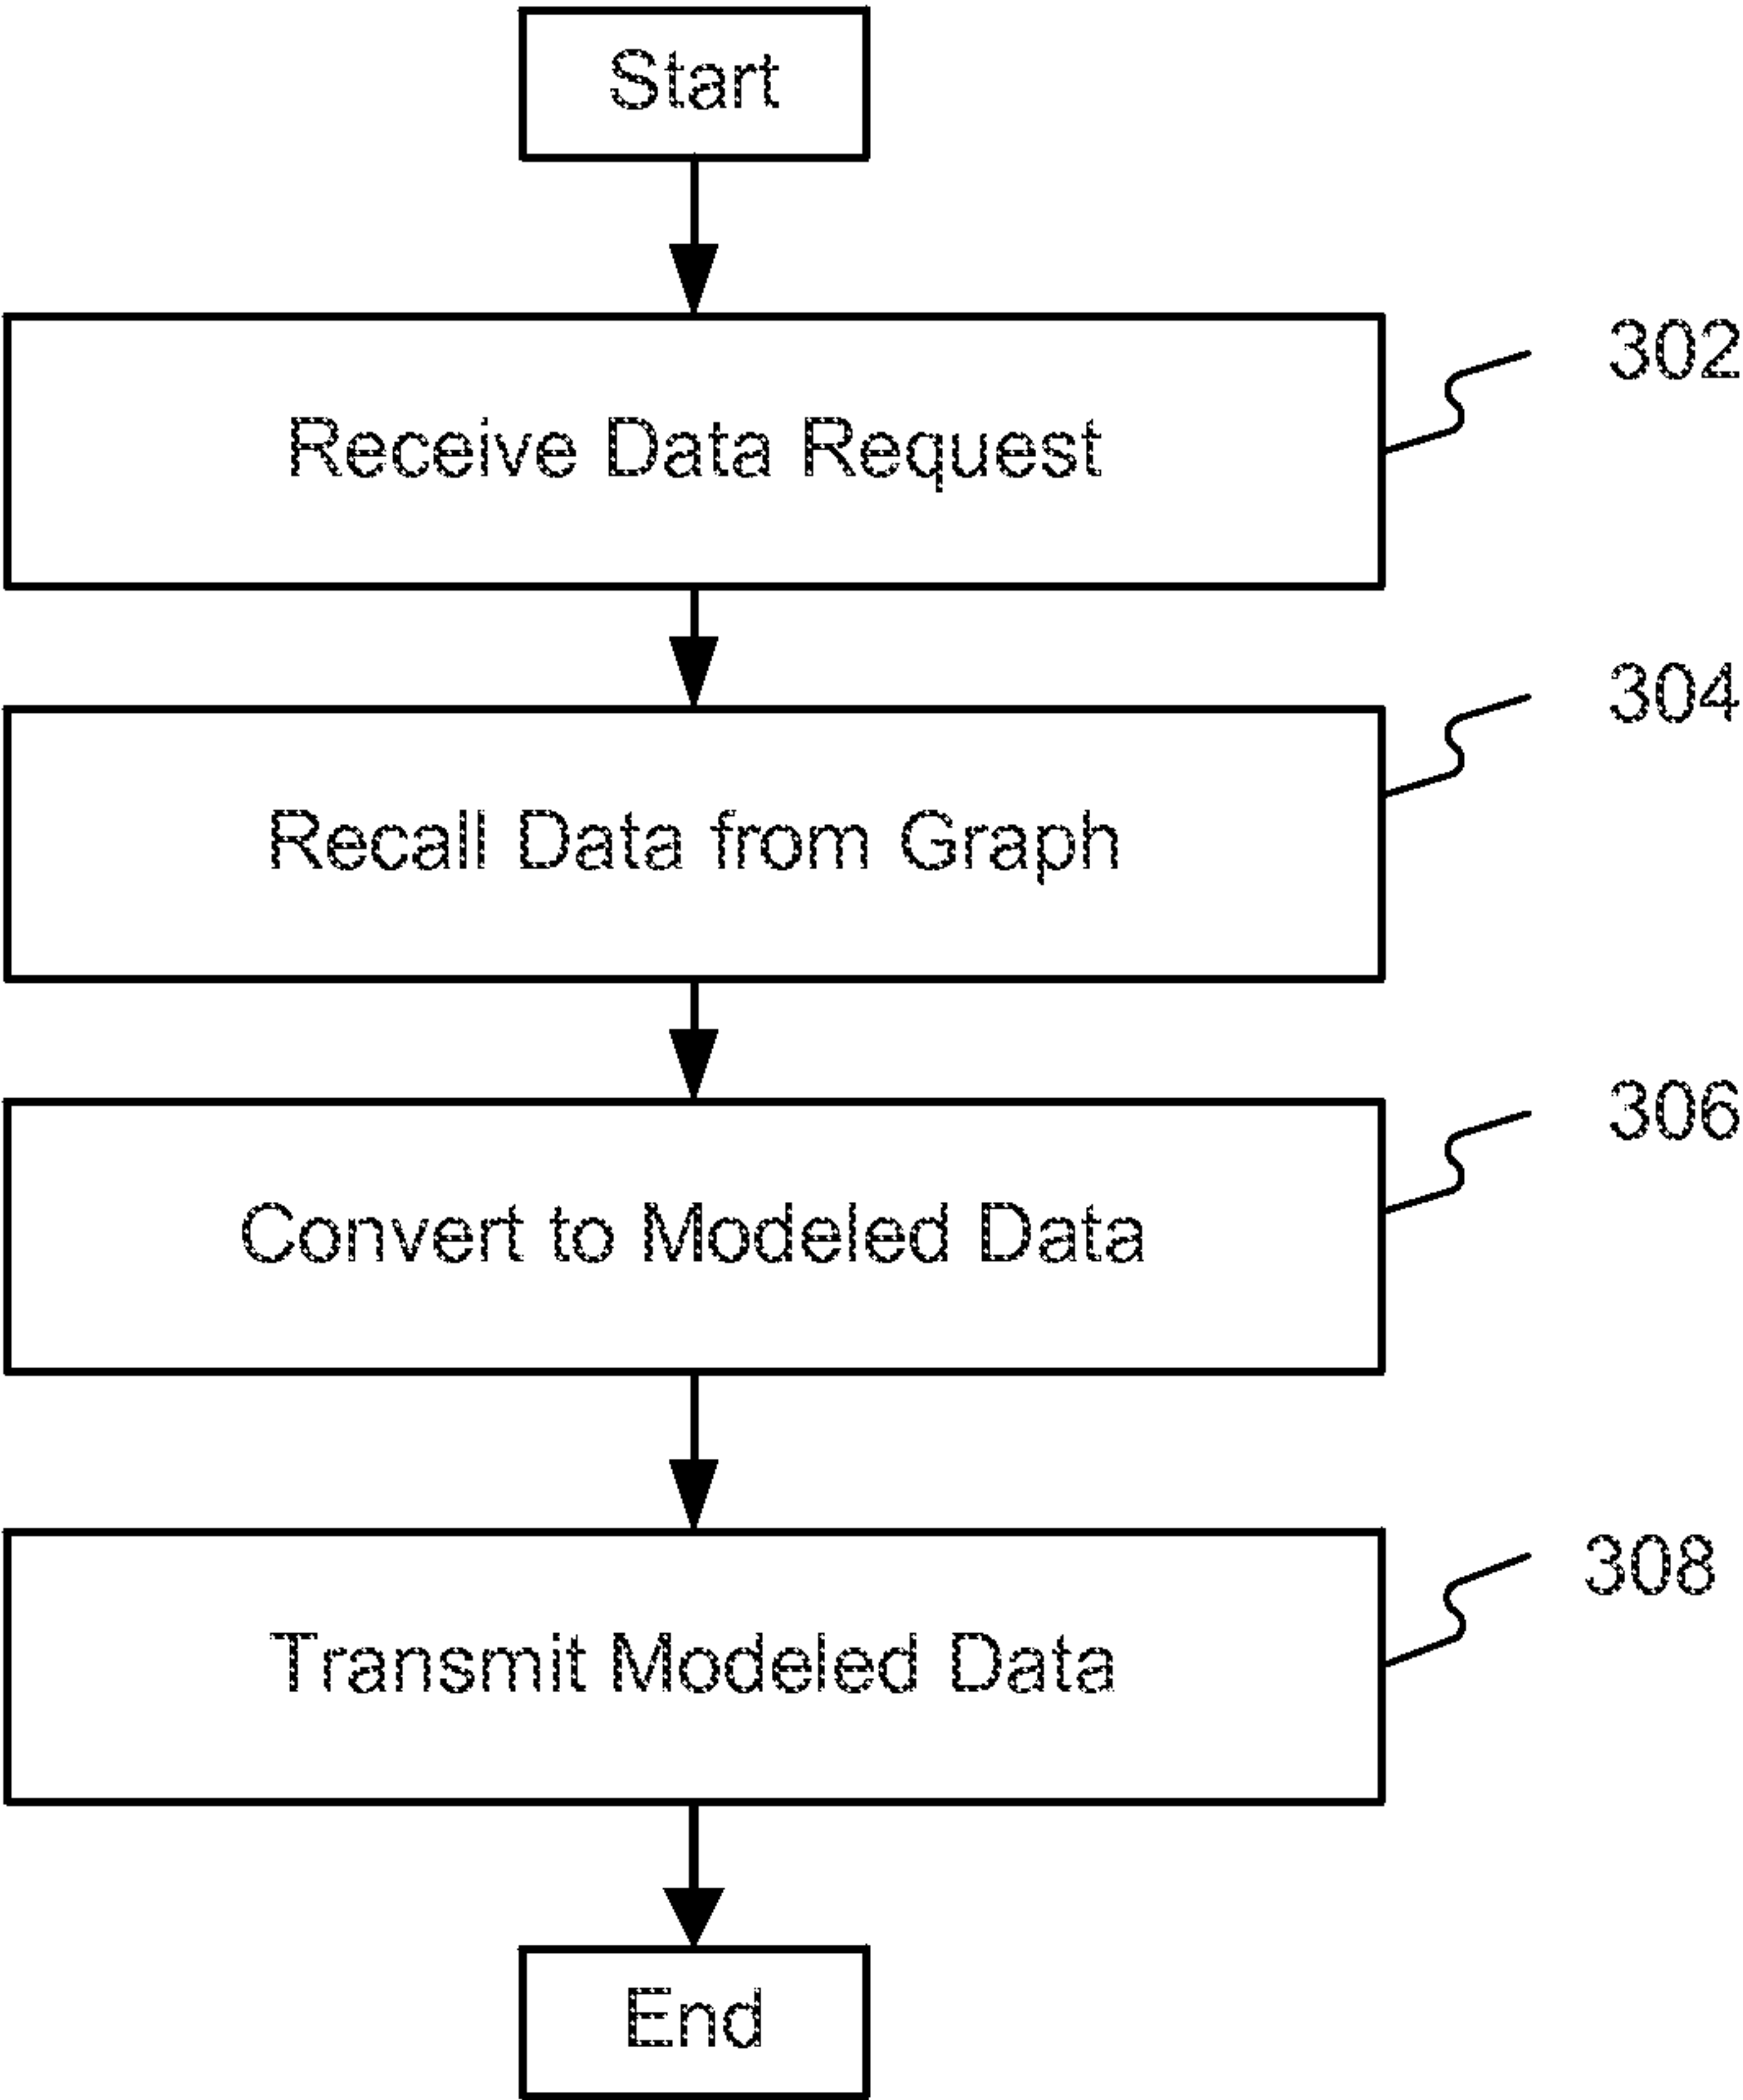 Start
302
Receive Data Request
304
Recall Data from Graph
306
Convert to Modeled Data
308
Transmit Modeled Data
End